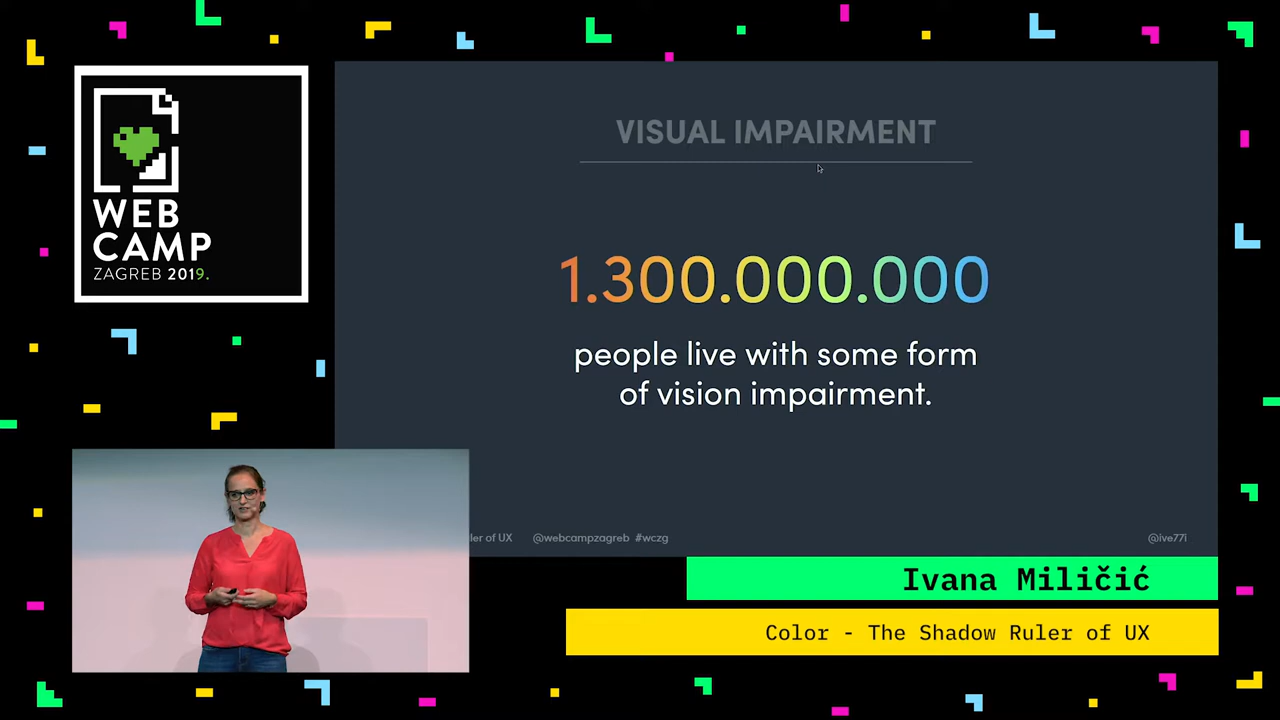 WEB
CAMP
ZAGREB 2019.
VISUAL IMPAIRMENT
1.300.000.000
people live with some form
of vision impairment.
of UX @webcampzagreb #wczg
@ive77i
Ivana Miličić
Color - The Shadow Ruler of UX